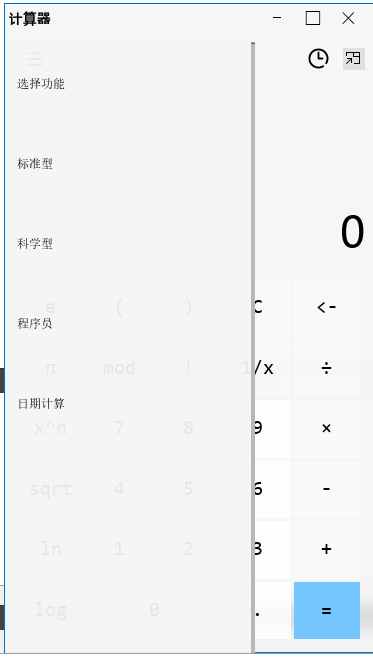 计算器
选择功能
0
标准型
科学型
e ( ) C <-
程序员
π mod ! 1/x ÷
日期计算
x^n 7 8 9 ×
sqrt 4 5 6 -
ln 1 2 3 +
log 0 . =